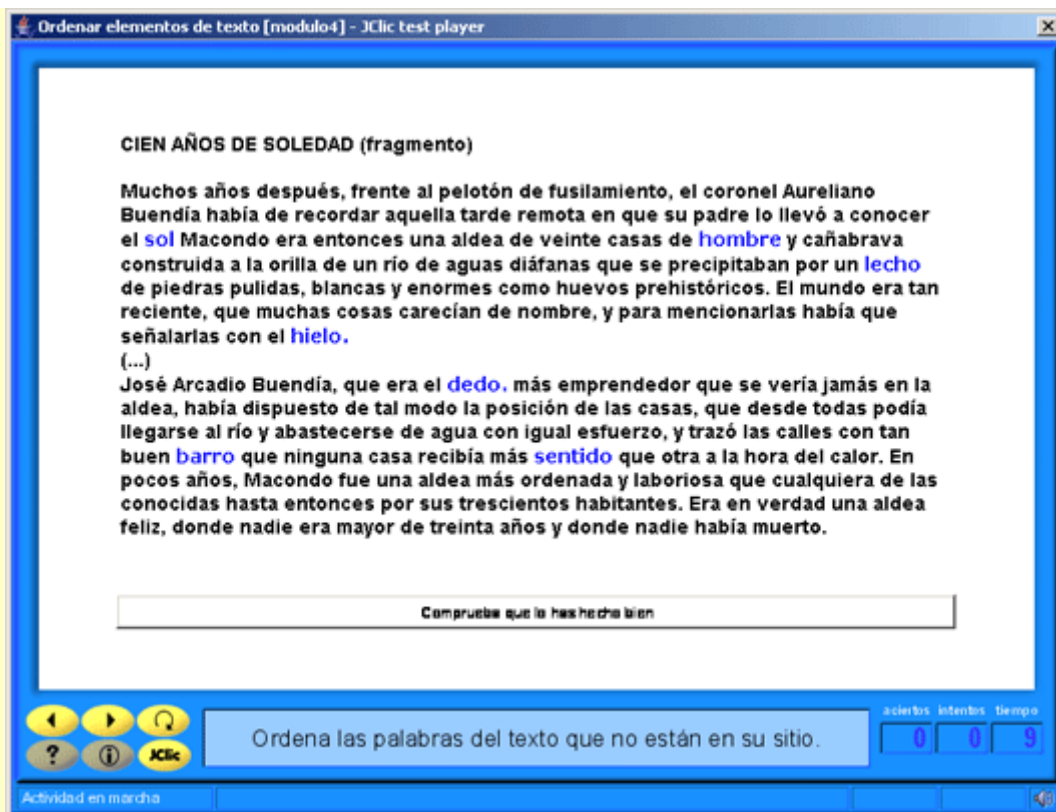 Ordenar elementos de texto [modulo4] - JClic test player
CIEN AÑOS DE SOLEDAD (fragmento)
Muchos años después, frente al pelotón de fusilamiento, el coronel Aureliano
Buendía había de recordar aquella tarde remota en que su padre lo llevó a conocer
el sol Macondo era entonces una aldea de veinte casas de hombre y cañabrava
construida a la orilla de un río de aguas diáfanas que se precipitaban por un lecho
de piedras pulidas, blancas y enormes como huevos prehistóricos. El mundo era tan
reciente, que muchas cosas carecían de nombre, y para mencionarlas había que
señalarlas con el hielo.
(...)
José Arcadio Buendía, que era el dedo. más emprendedor que se vería jamás en la
aldea, había dispuesto de tal modo la posición de las casas, que desde todas podía
llegarse al río y abastecerse de agua con igual esfuerzo, y trazó las calles con tan
buen barro que ninguna casa recibía más sentido que otra a la hora del calor. En
pocos años, Macondo fue una aldea más ordenada y laboriosa que cualquiera de las
conocidas hasta entonces por sus trescientos habitantes. Era en verdad una aldea
feliz, donde nadie era mayor de treinta años y donde nadie había muerto.
Comprueba que lo has hecho bien
aciertos intentos tiempo
0 0 9
Ordena las palabras del texto que no están en su sitio.
? i JClic
Actividad en marcha